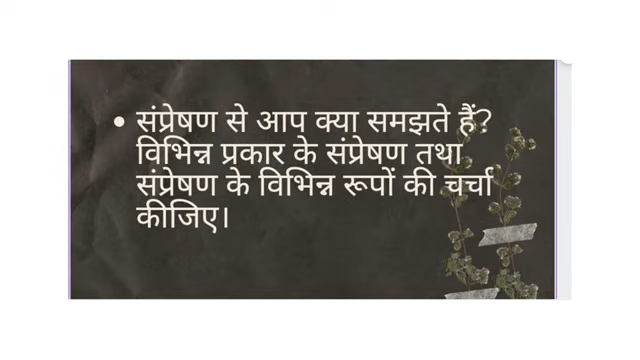 • संप्रेषण से आप क्या समझते हैं?
विभिन्न प्रकार के संप्रेषण तथा
संप्रेषण के विभिन्न रूपों की चर्चा
कीजिए।